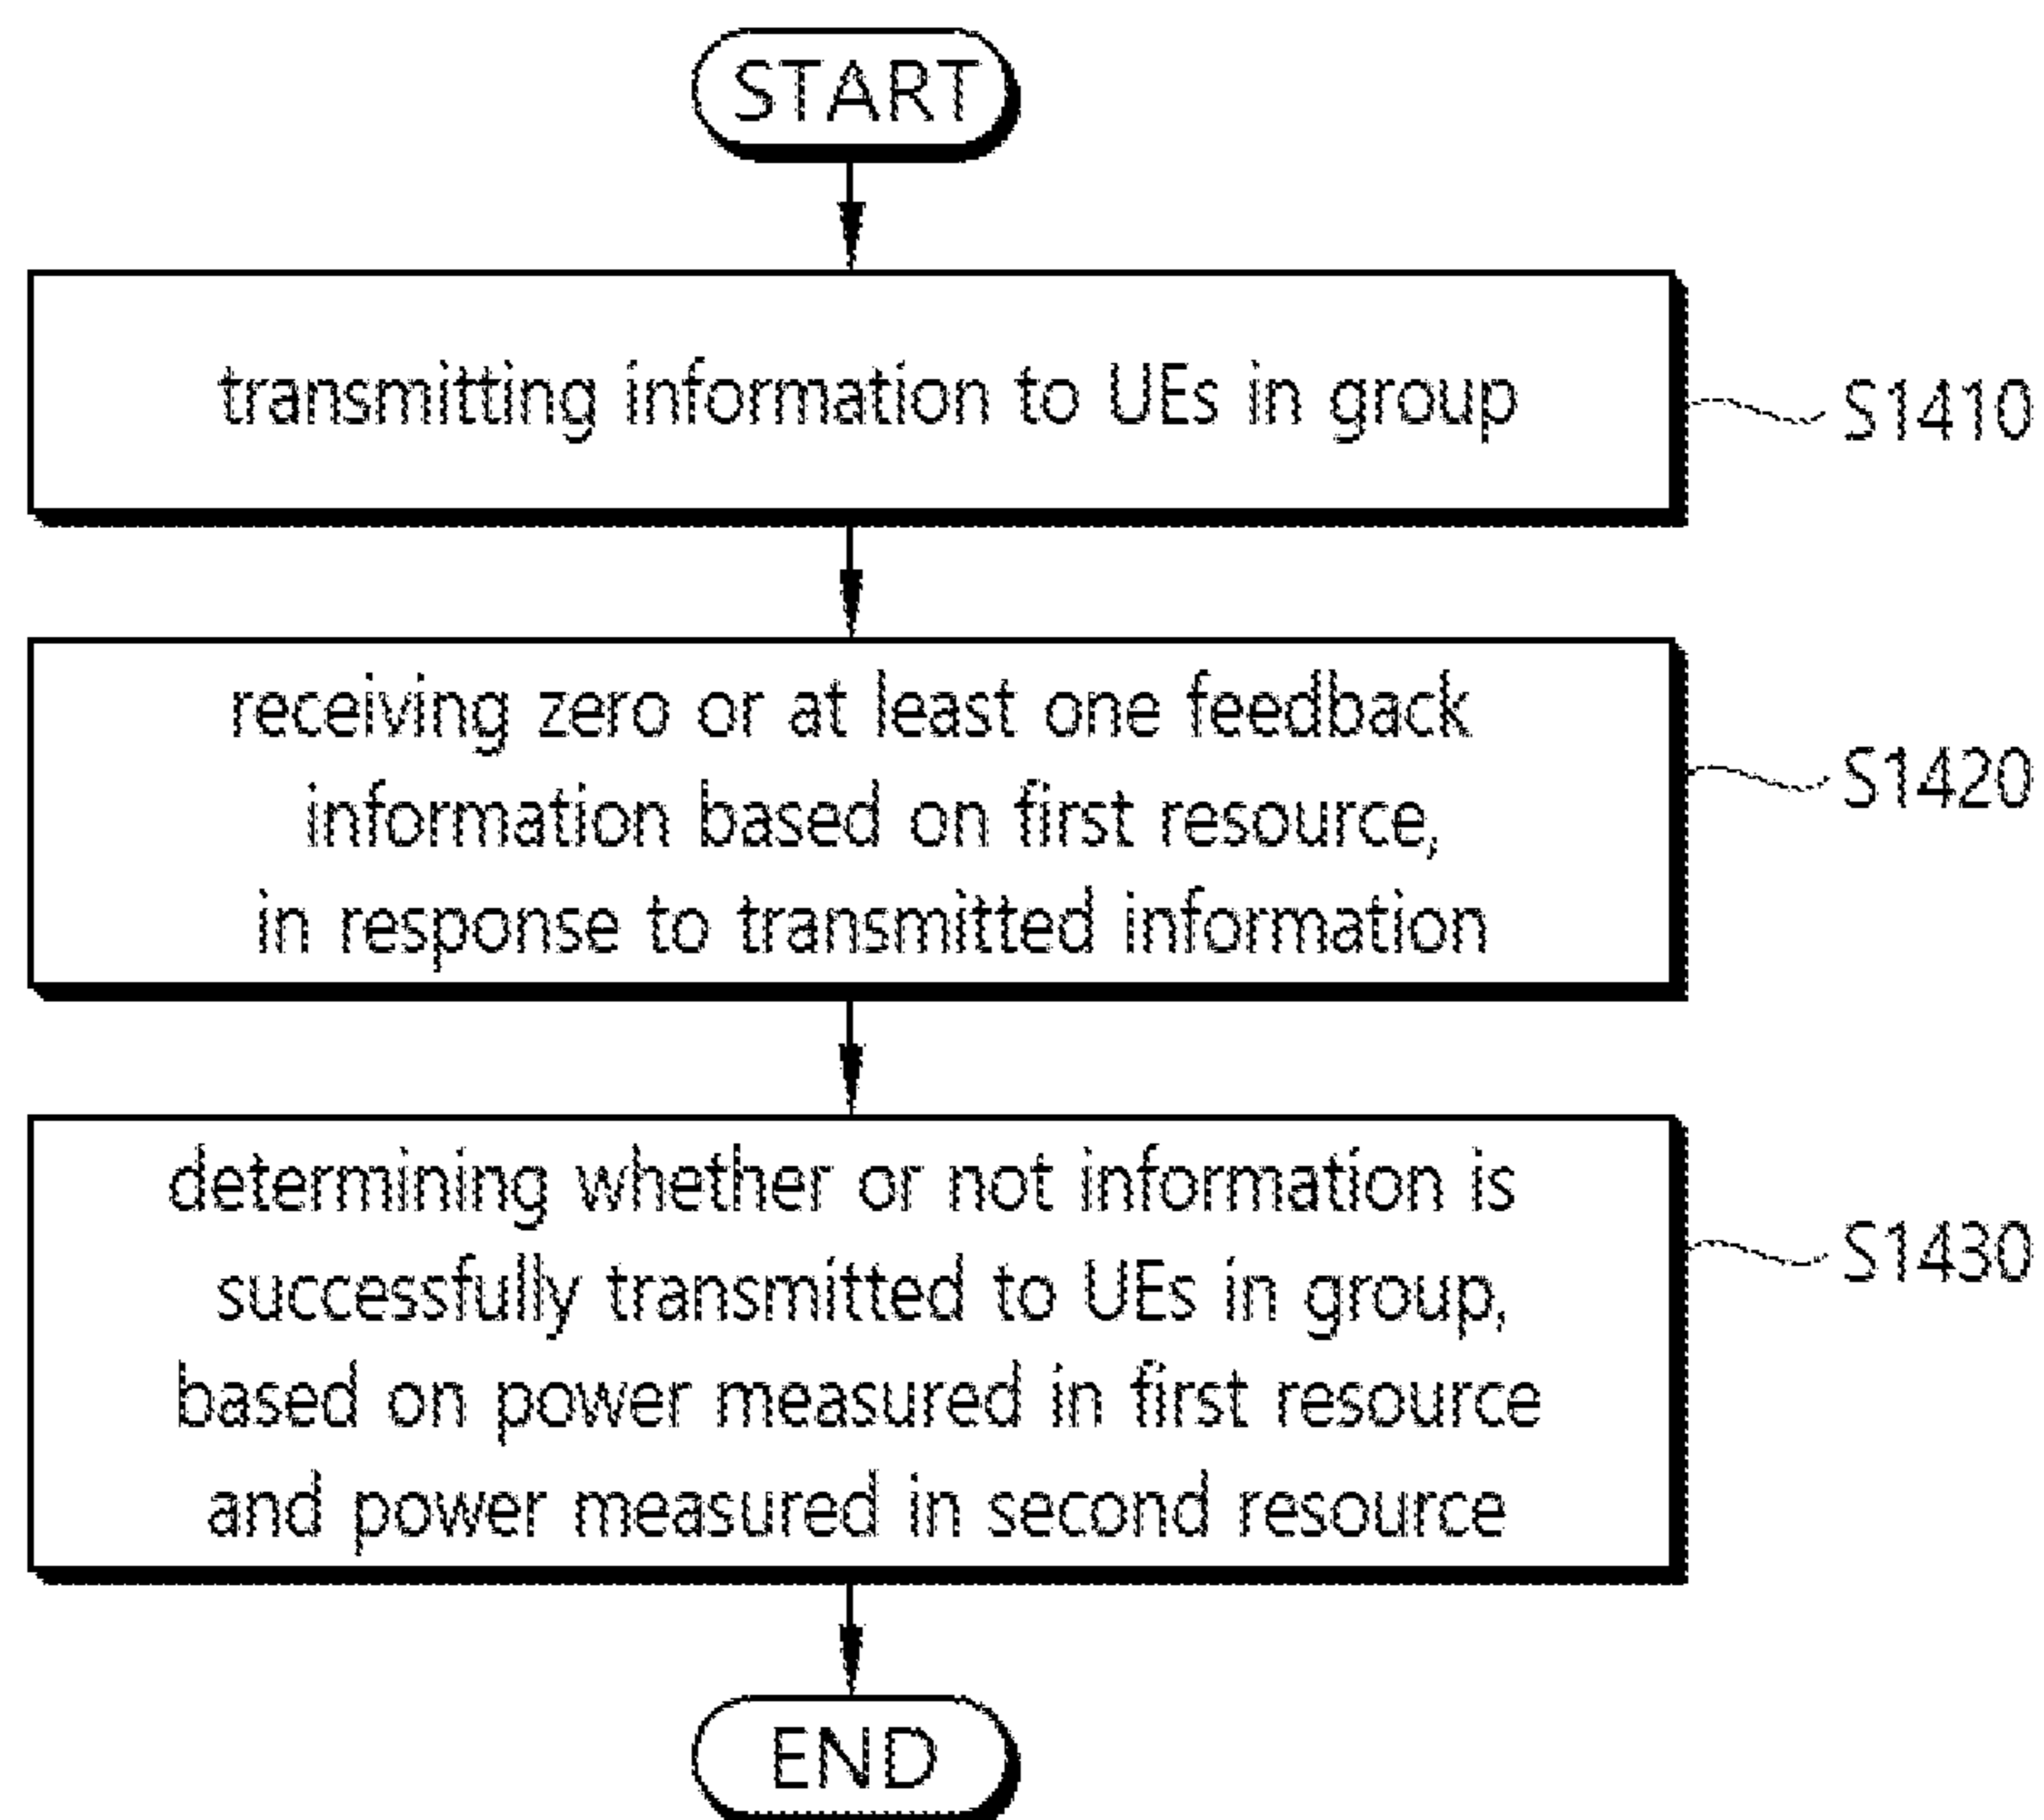 START
transmitting information to UEs in group
S1410
receiving zero or at least one feedback
information based on first resource,
in response to transmitted information
S1420
determining whether or not information is
successfully transmitted to UEs in group,
based on power measured in first resource
and power measured in second resource
S1430
END